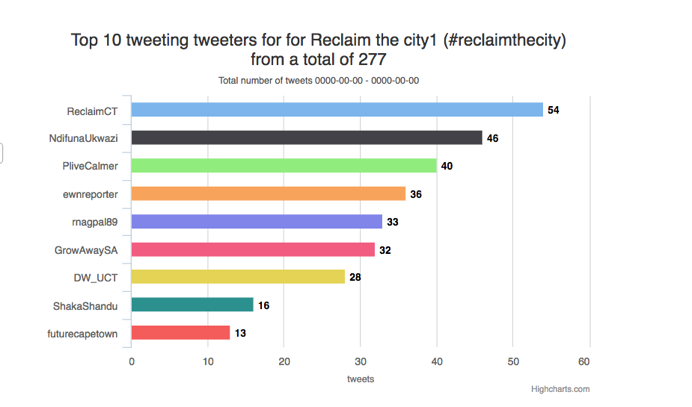 Top 10 tweeting tweeters for for Reclaim the city1 (#reclaimthecity)
from a total of 277
Total number of tweets 0000-00-00 - 0000-00-00
ReclaimCT 54
NdifunaUkwazi 46
PliveCalmer 40
ewnreporter 36
rnagpal89 33
GrowAwaySA 32
DW_UCT 28
ShakaShandu 16
futurecapetown 13
0 10 20 30 40 50 60
tweets
Highcharts.com